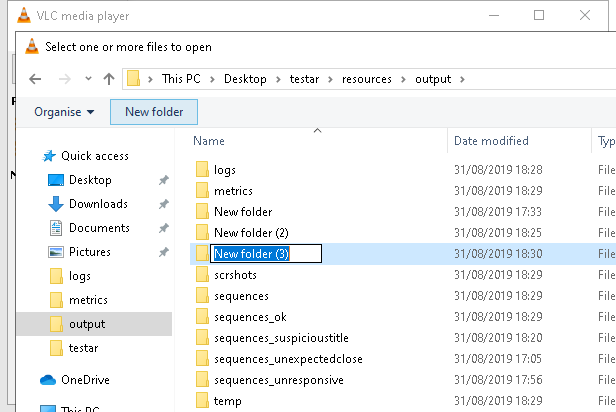 VLC media player
Select one or more files to open
This PC > Desktop > testar > resources > output >
Organise New folder
Name Date modified Typ
Quick access
Desktop
Downloads
Documents
Pictures
logs
metrics
output
testar
OneDrive
This PC
logs 31/08/2019 18:28 File
metrics 31/08/2019 18:29 File
New folder 31/08/2019 17:33 File
New folder (2) 31/08/2019 18:25 File
New folder (3) 31/08/2019 18:30 File
scrshots 31/08/2019 18:29 File
sequences 31/08/2019 18:29 File
sequences_ok 31/08/2019 18:29 File
sequences_suspicioustitle 31/08/2019 18:20 File
sequences_unexpectedclose 31/08/2019 17:05 File
sequences_unresponsive 31/08/2019 17:56 File
temp 31/08/2019 18:29 File